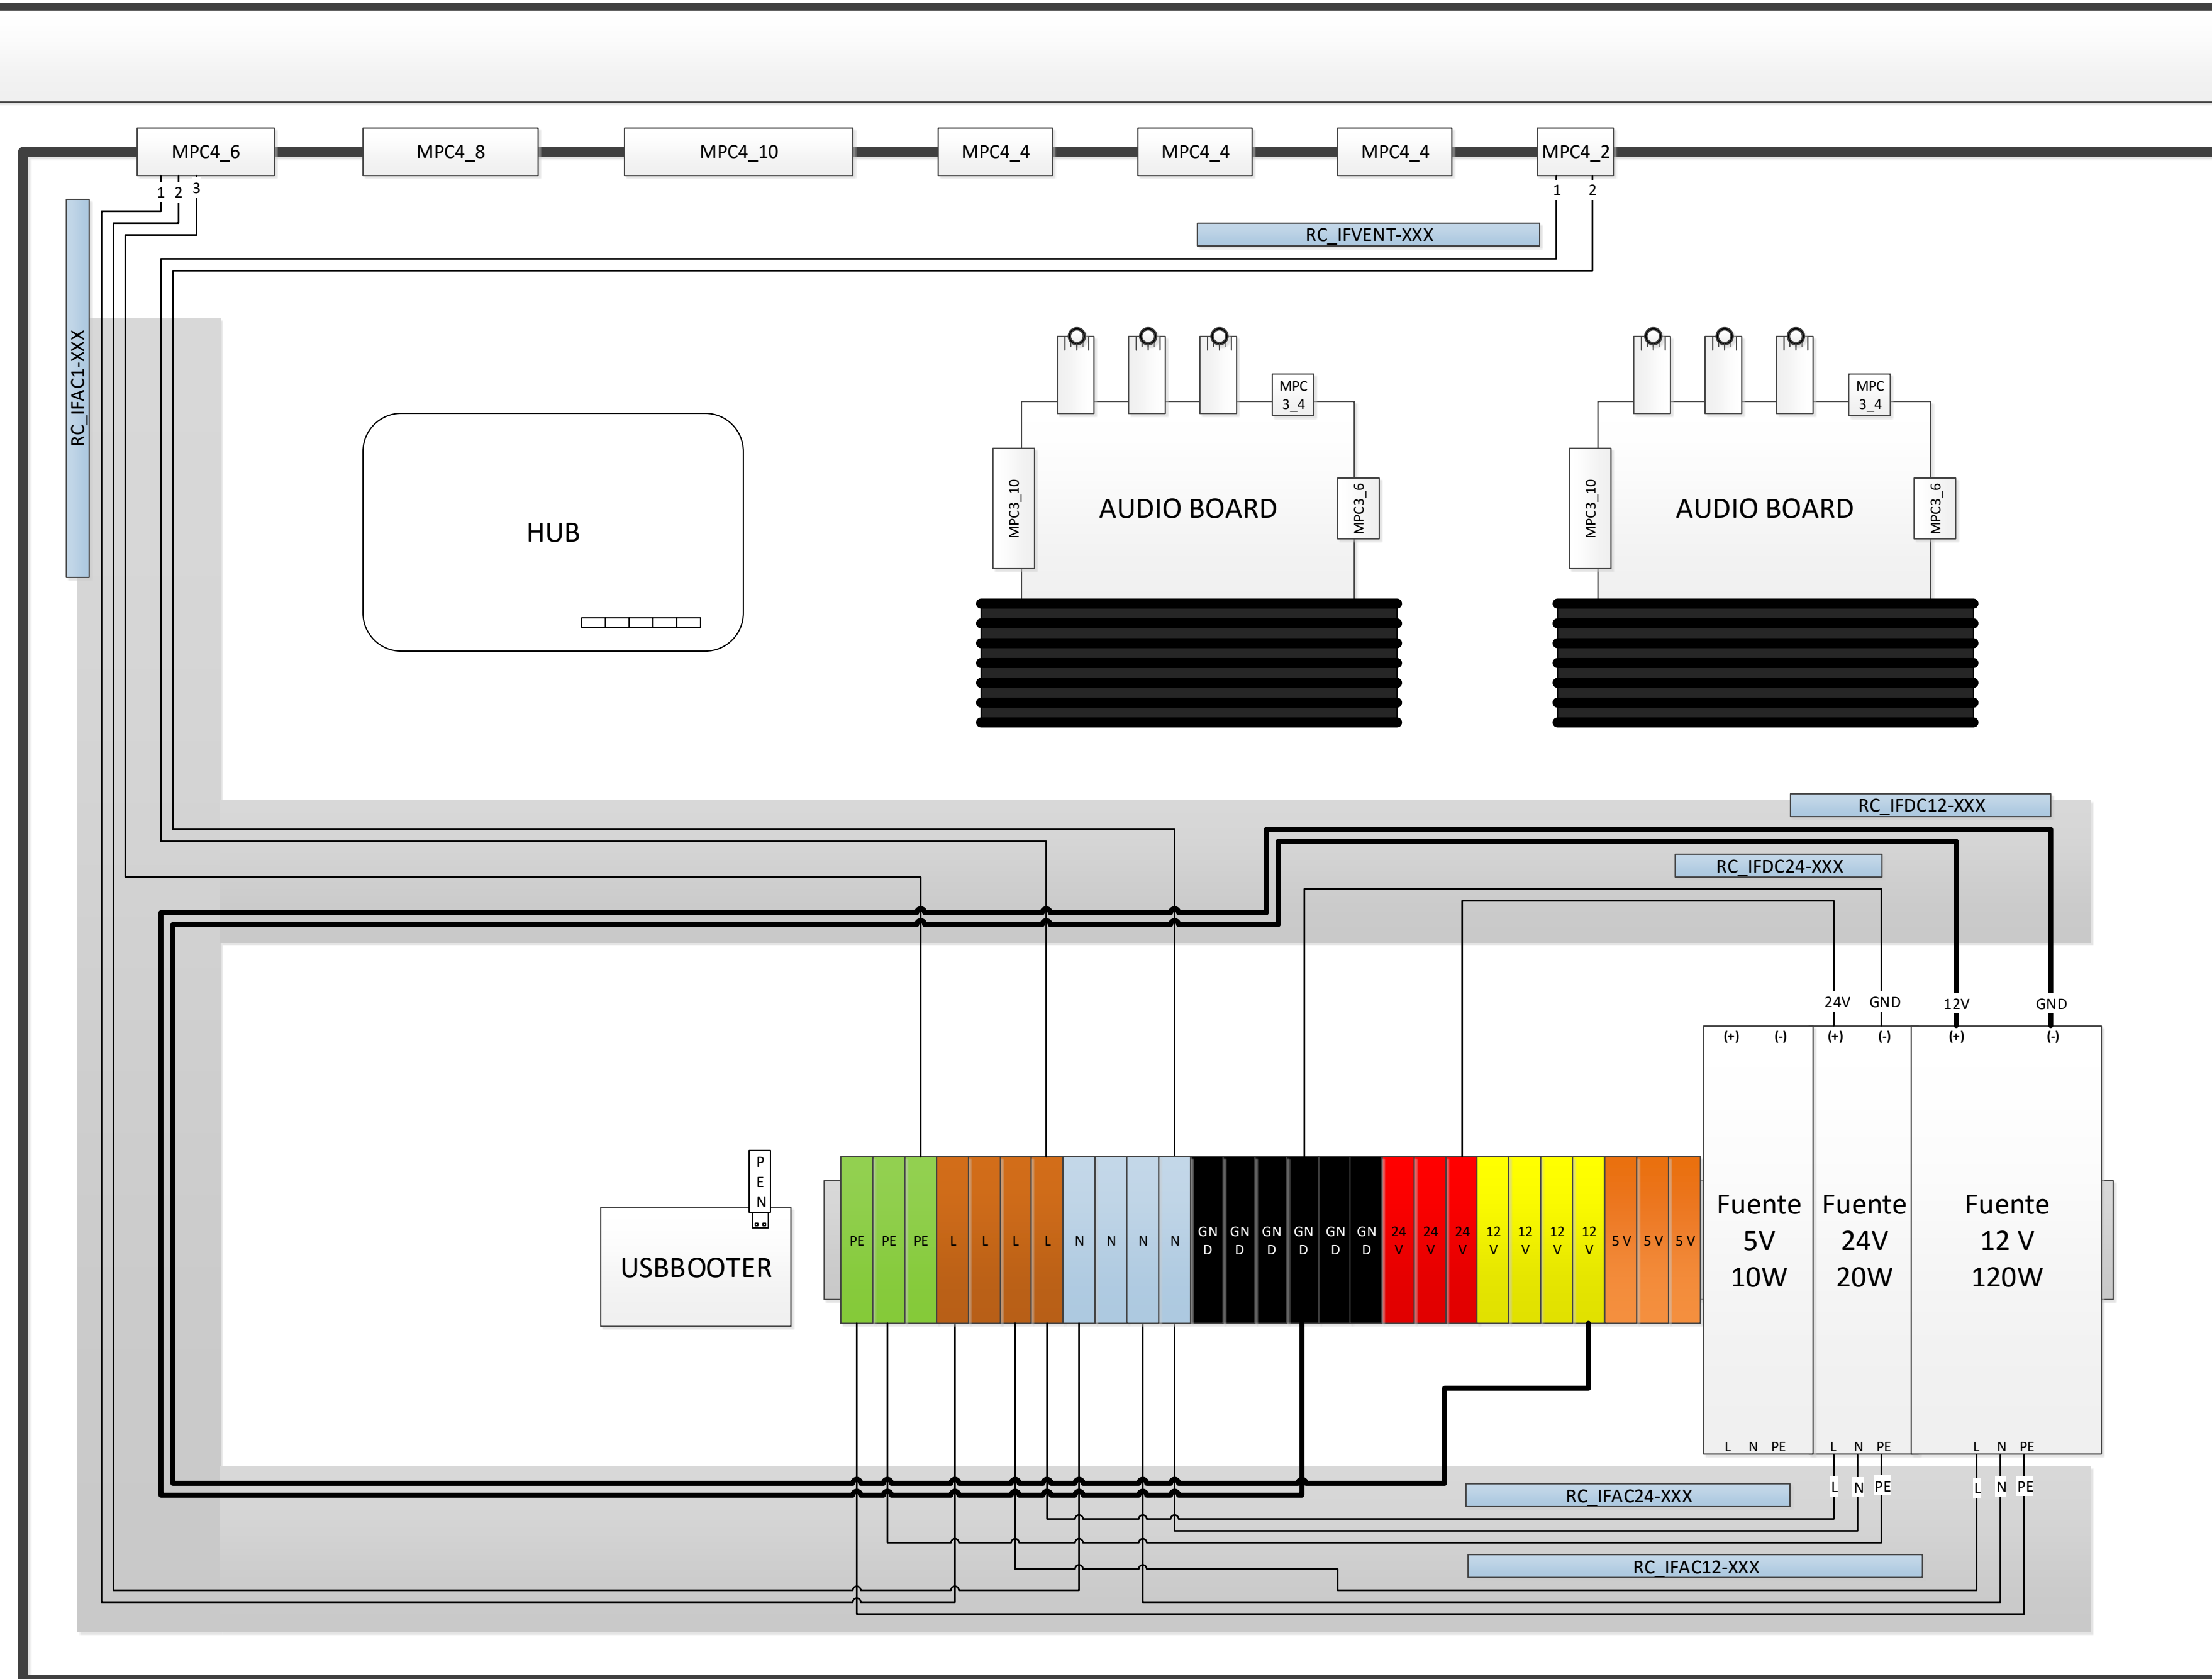 MPC4_6
MPC4_8
MPC4_10
MPC4_4
MPC4_4
MPC4_4
MPC4_2
1
2
3
1
2
RC_IFVENT-XXX
RC_IFAC1-XXX
HUB
MPC
3_4
MPC3_10
AUDIO BOARD
MPC3_6
MPC
3_4
MPC3_10
AUDIO BOARD
MPC3_6
RC_IFDC12-XXX
RC_IFDC24-XXX
24V
GND
12V
GND
(+)
(-)
(+)
(-)
(+)
(-)
P
E
N
USBBOOTER
PE
PE
PE
L
L
L
L
N
N
N
N
GN
D
GN
D
GN
D
GN
D
GN
D
GN
D
24
V
24
V
24
V
12
V
12
V
12
V
12
V
5 V
5 V
5 V
Fuente
5V
10W
Fuente
24V
20W
Fuente
12 V
120W
L
N
PE
L
N
PE
L
N
PE
L
N
PE
L
N
PE
RC_IFAC24-XXX
RC_IFAC12-XXX